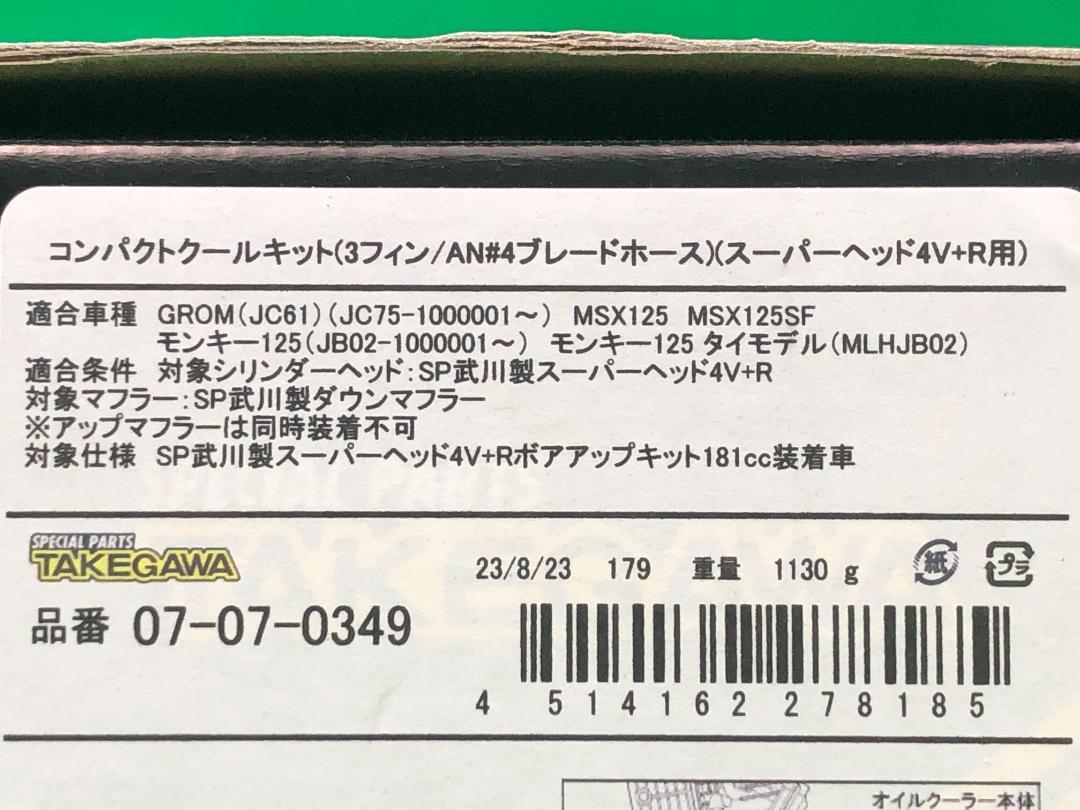 コンパクトクールキット(3フィン/AN#4ブレードホース)(スーパーヘッド4V+R用)
適合車種 GROM(JC61)(JC75-1000001~) MSX125 MSX125SF
モンキー125(JB02-1000001~) モンキー125 タイモデル(MLHJB02)
適合条件 対象シリンダーヘッド:SP武川製スーパーヘッド4V+R
対象マフラー:SP武川製ダウンマフラー
※アップマフラーは同時装着不可
対象仕様 SP武川製スーパーヘッド4V+Rボアアップキット181cc装着車
SPECIAL PARTS
TAKEGAWA
23/8/23 179 重量 1130 g 紙 プラ
品番 07-07-0349
4 514162 278185
オイルクーラー本体